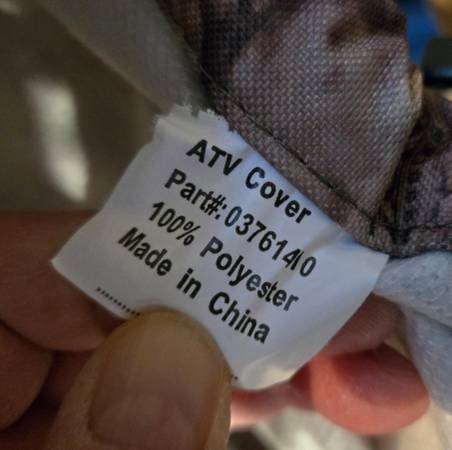 ATV Cover
Part#:0376140
100% Polyester
Made in China